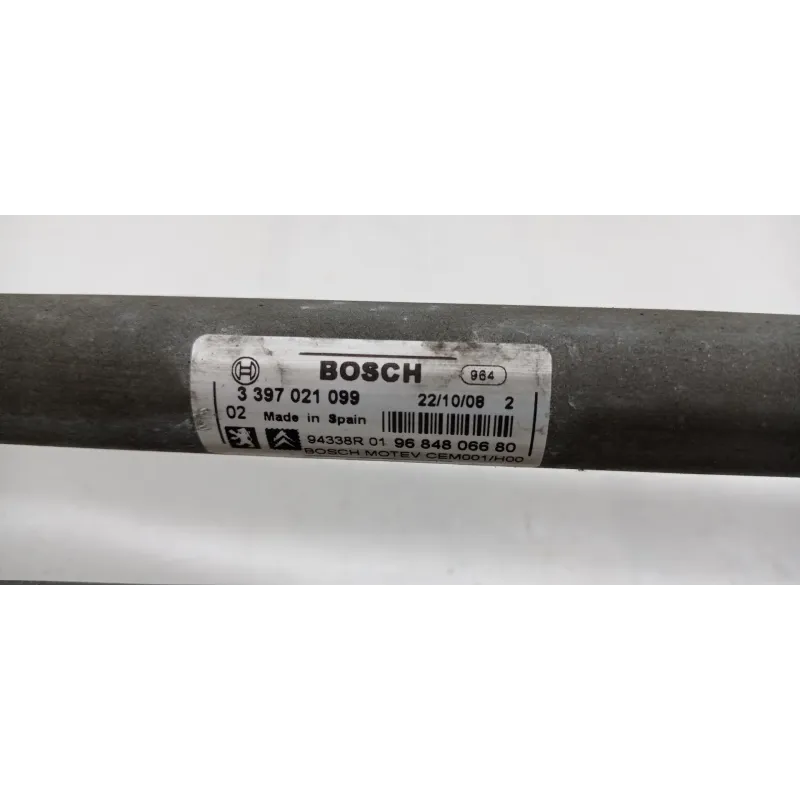 BOSCH 964
3 397 021 099 22/10/08 2
02 Made in Spain
94338R 01 96 848 066 80
BOSCH MOTEV CEM001/H00